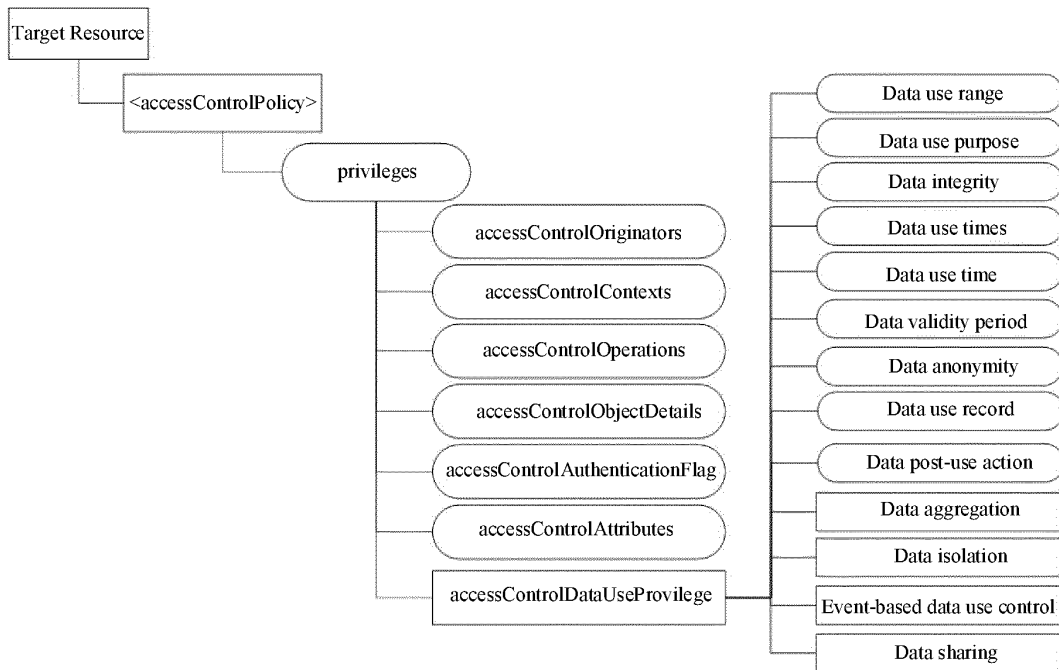 Target Resource
<accessControlPolicy>
privileges
accessControlOriginators
accessControlContexts
accessControlOperations
accessControlObjectDetails
accessControlAuthenticationFlag
accessControlAttributes
accessControlDataUseProvilege
Data use range
Data use purpose
Data integrity
Data use times
Data use time
Data validity period
Data anonymity
Data use record
Data post-use action
Data aggregation
Data isolation
Event-based data use control
Data sharing